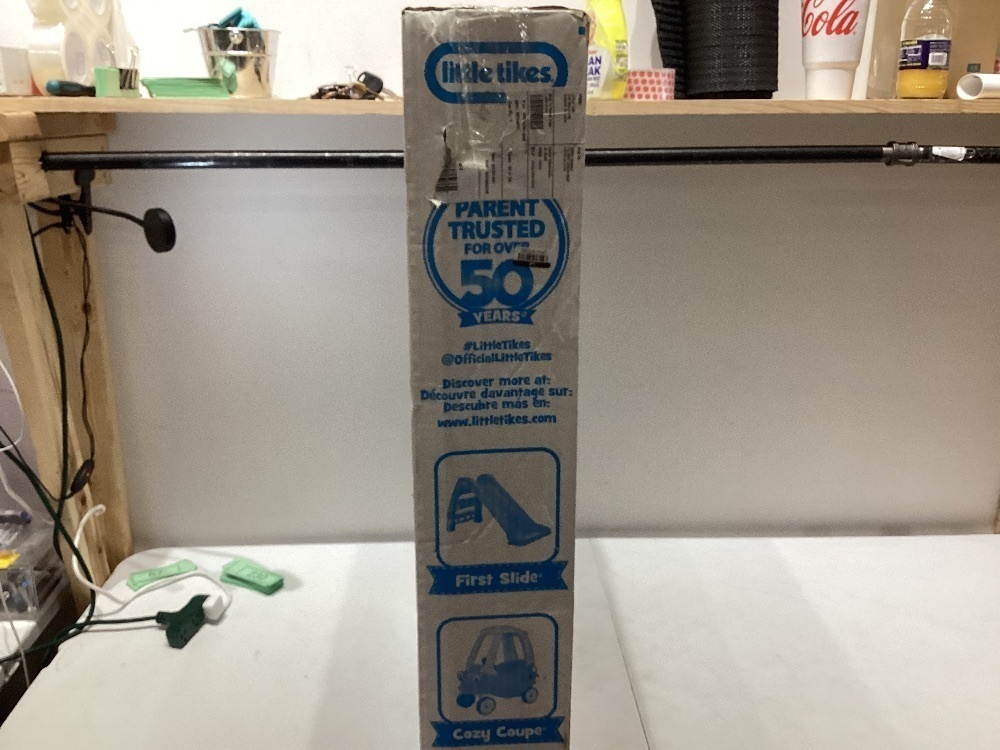 little tikes
Cola
PARENT
TRUSTED
FOR OVER
50
YEARS
#LittleTikes
@OfficialLittleTikes
Discover more at:
Découvre davantage sur:
Descubre más en:
www.littletikes.com
First Slide
Cozy Coupe